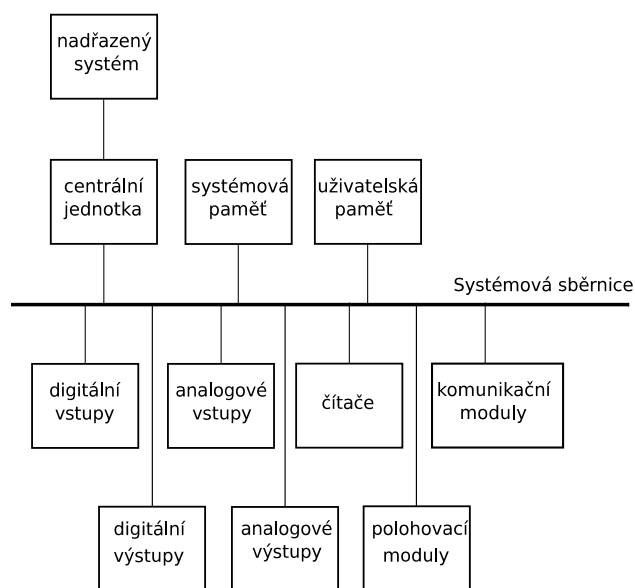 nadřazený
systém
centrální
jednotka
systémová
paměť
uživatelská
paměť
Systémová sběrnice
digitální
vstupy
analogové
vstupy
čítače
komunikační
moduly
digitální
výstupy
analogové
výstupy
polohovací
moduly